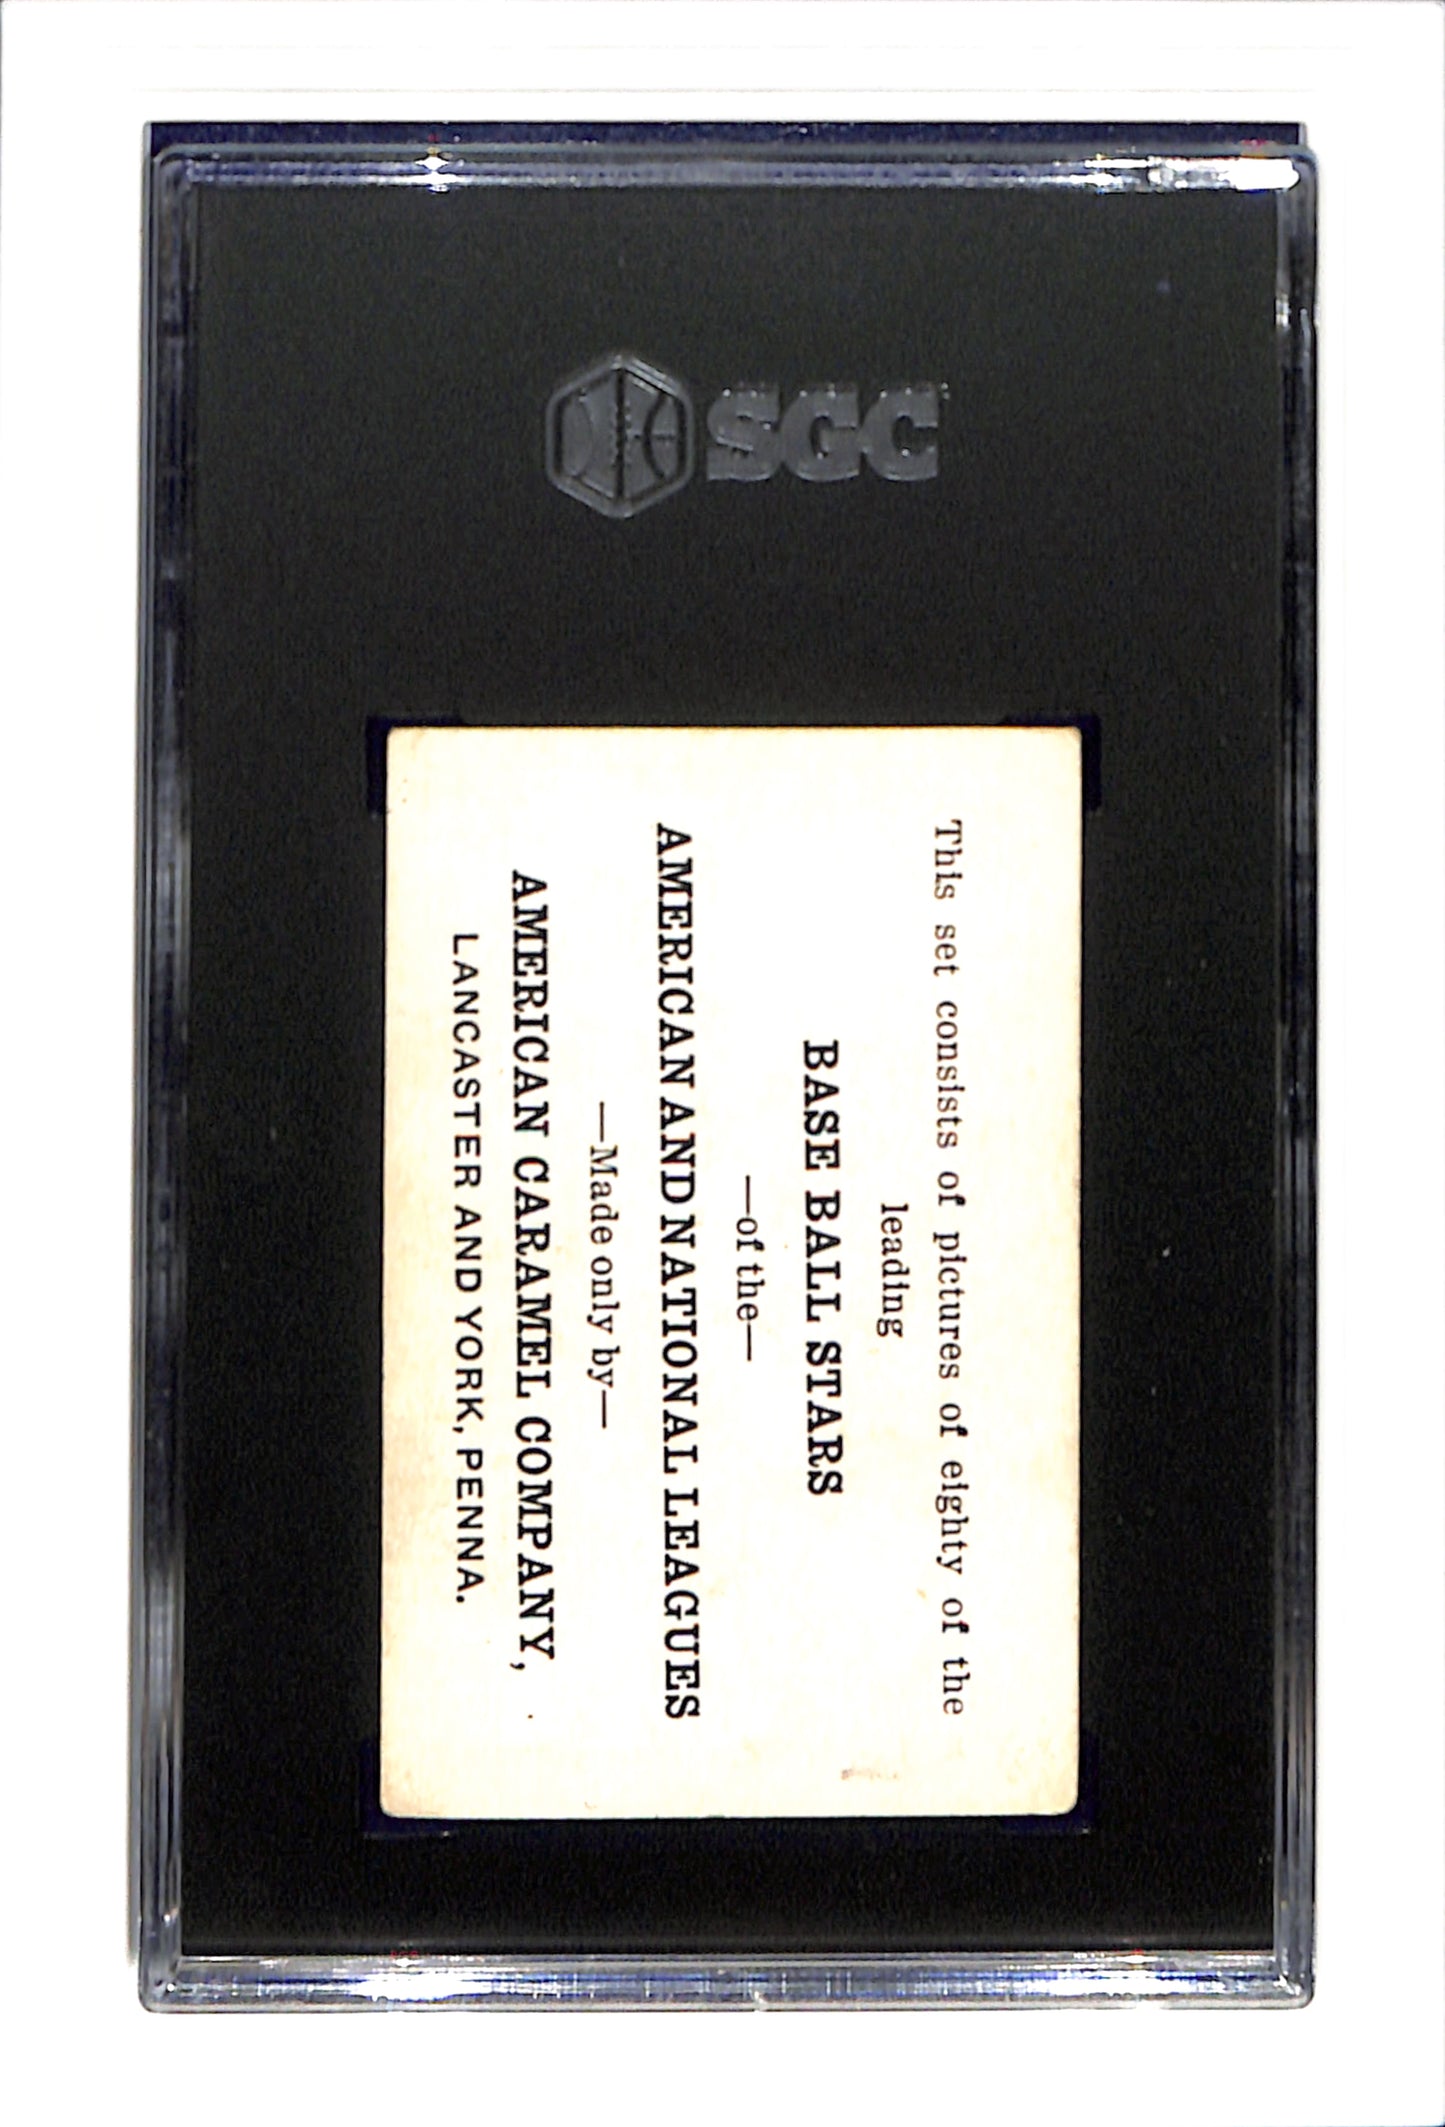 SGC
This set consists of pictures of eighty of the
leading
BASE BALL STARS
—of the—
AMERICAN AND NATIONAL LEAGUES
—Made only by—
AMERICAN CARAMEL COMPANY,
LANCASTER AND YORK, PENNA.